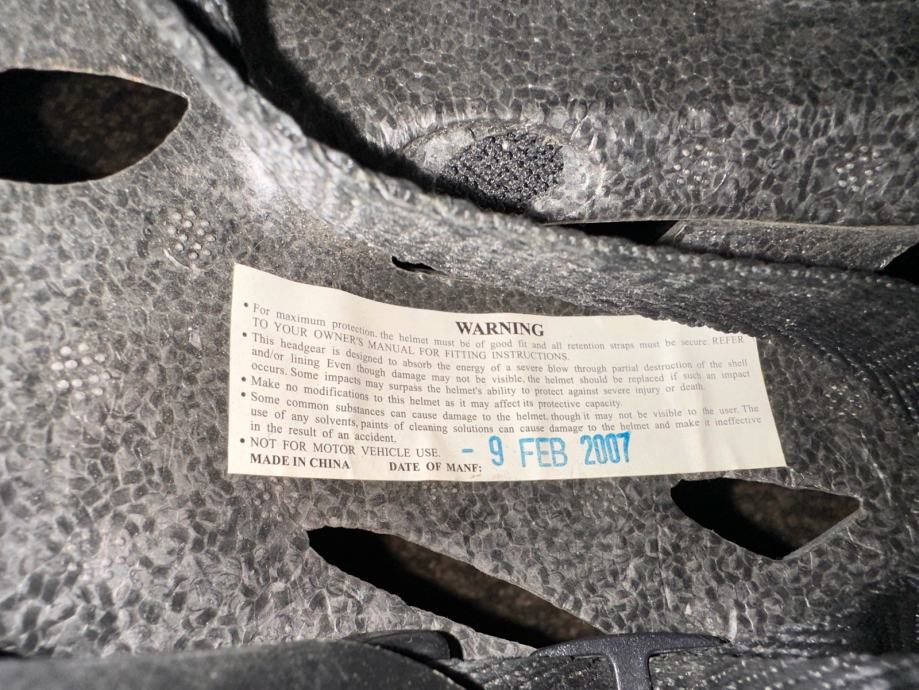 WARNING
• For maximum protection, the helmet must be of good fit and all retention straps must be secure. REFER
TO YOUR OWNER'S MANUAL FOR FITTING INSTRUCTIONS.
• This headgear is designed to absorb the energy of a severe blow through partial destruction of the shell
and/or lining Even though damage may not be visible, the helmet should be replaced if such an impact
occurs. Some impacts may surpass the helmet's ability to protect against severe injury or death.
• Make no modifications to this helmet as it may affect its protective capacity.
• Some common substances can cause damage to the helmet, though it may not be visible to the user. The
use of any solvents, paints of cleaning solutions can cause damage to the helmet and make it ineffective
in the result of an accident.
• NOT FOR MOTOR VEHICLE USE.
MADE IN CHINA DATE OF MANF: - 9 FEB 2007